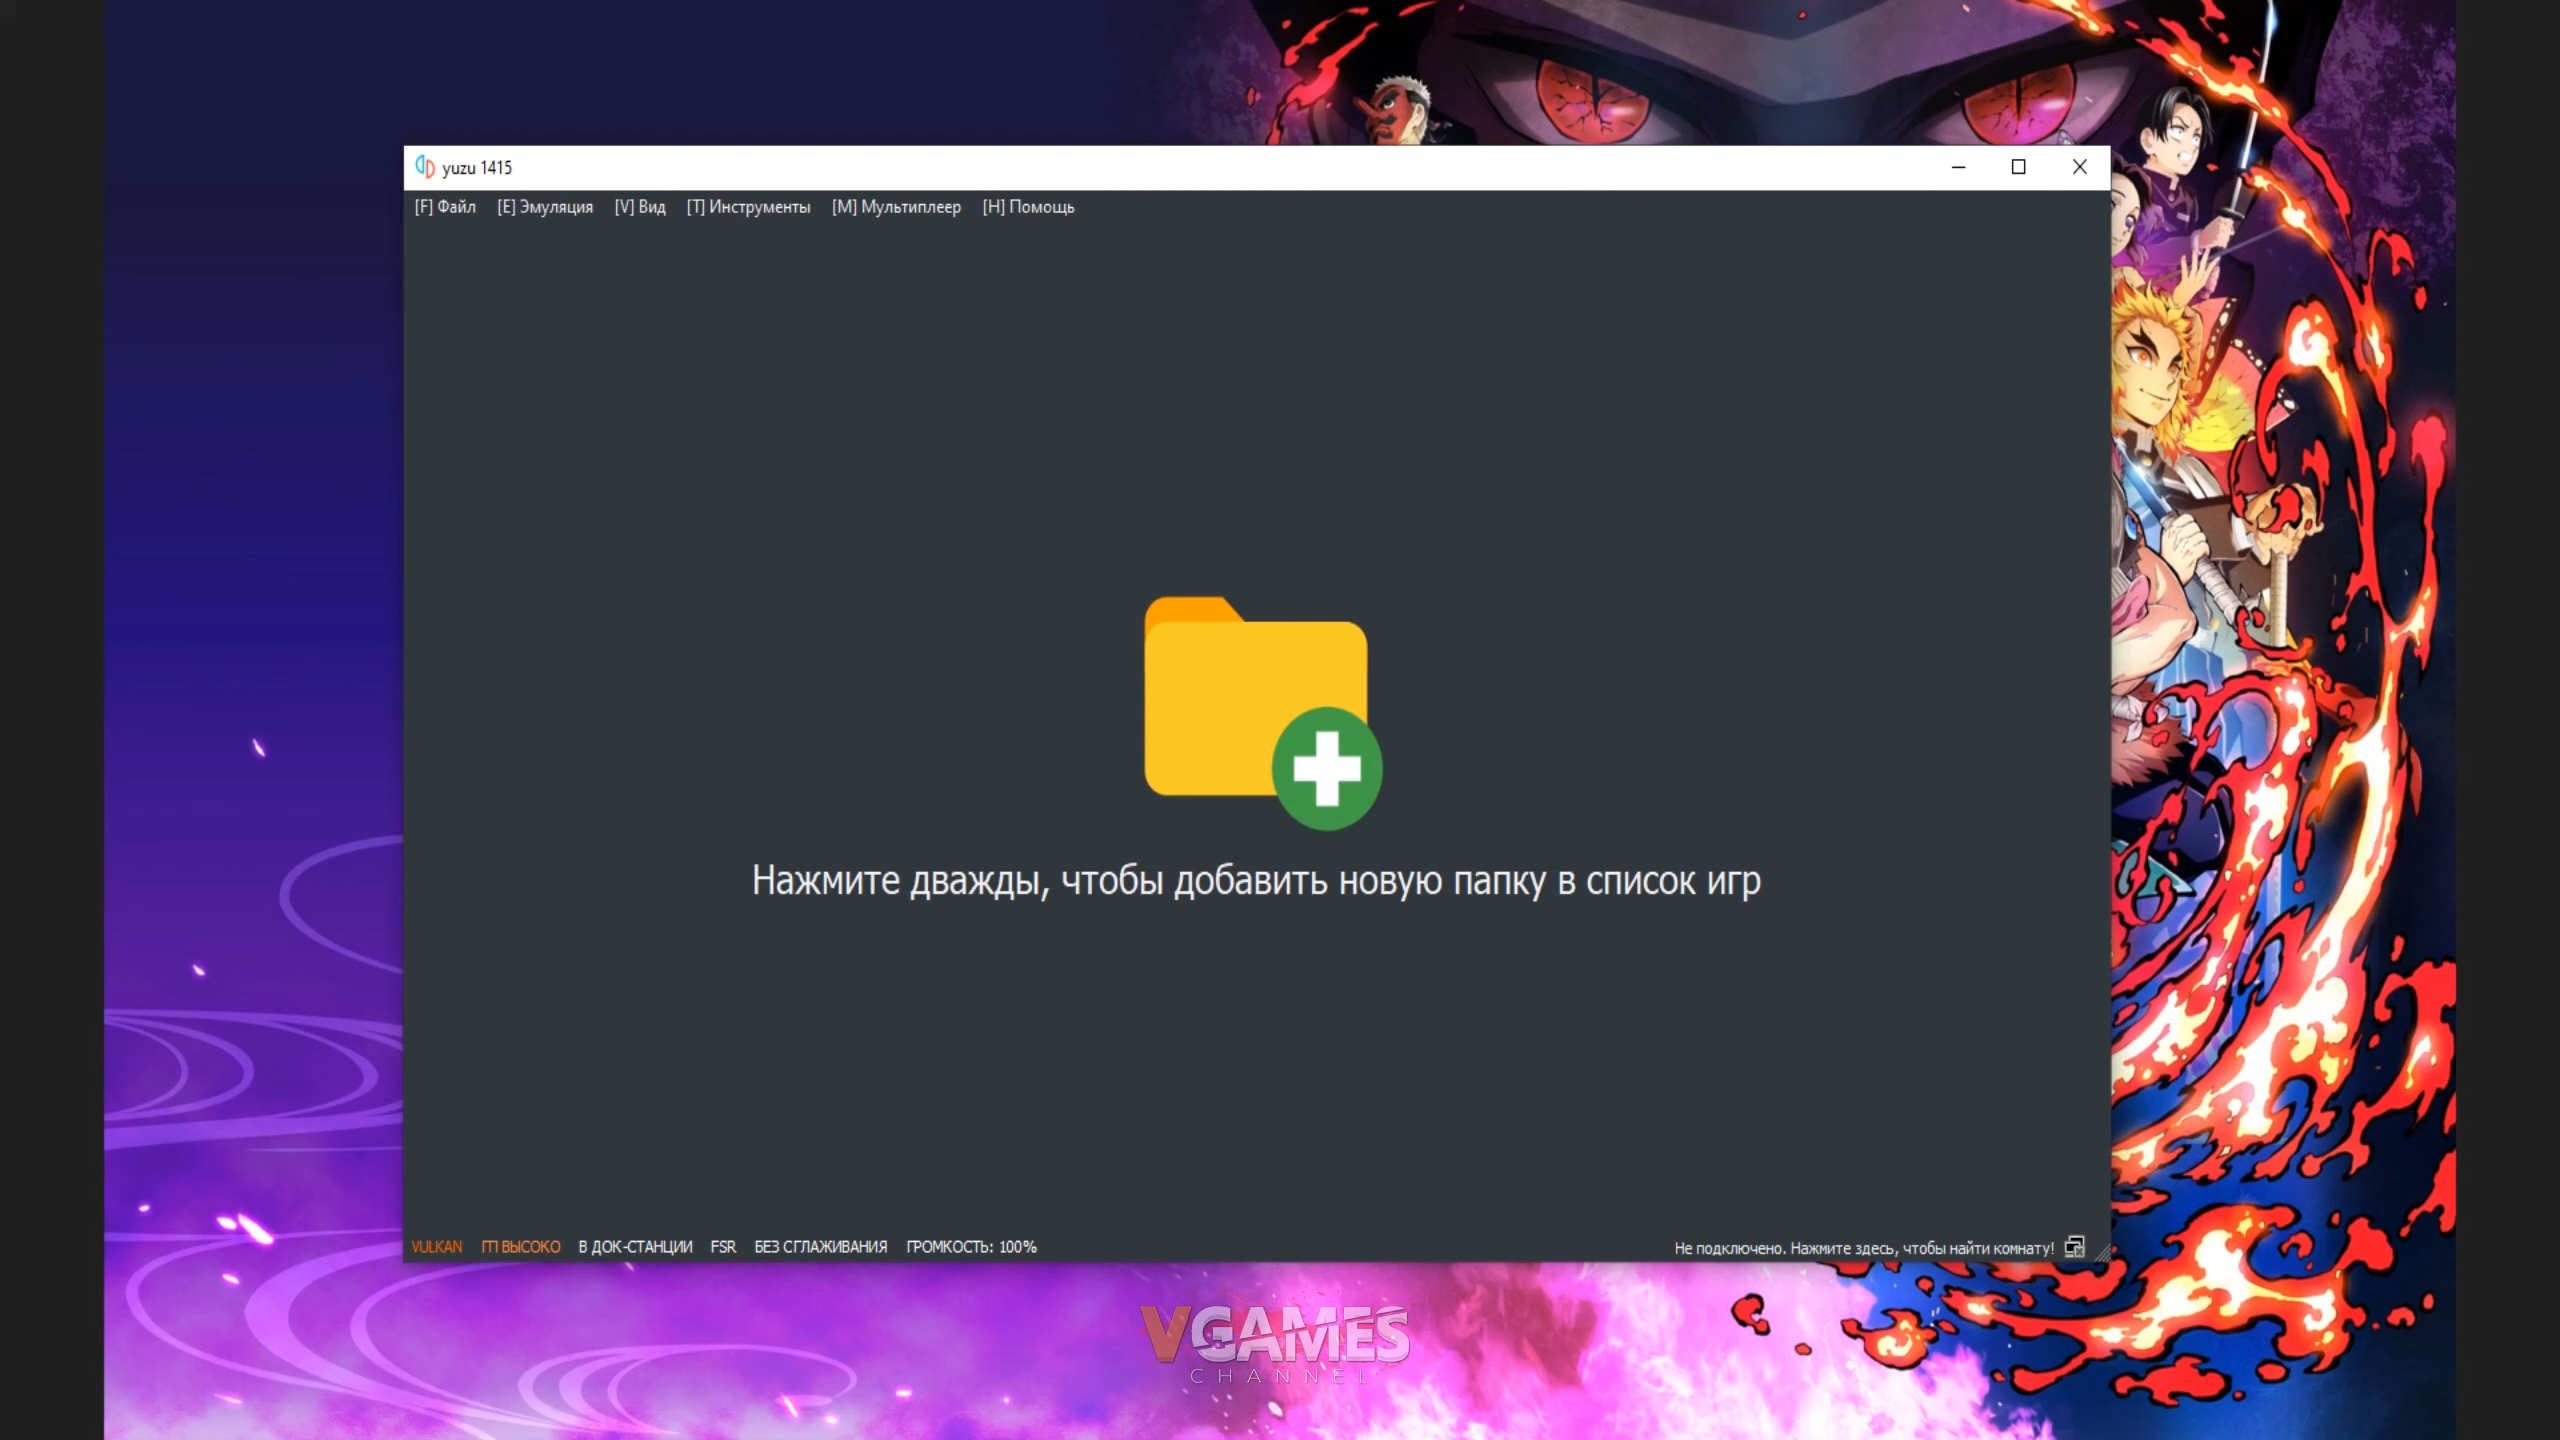 yuzu 1415
[F] Файл [E] Эмуляция [V] Вид [T] Инструменты [M] Мультиплеер [H] Помощь
Нажмите дважды, чтобы добавить новую папку в список игр
VULKAN ГП ВЫСОКО В ДОК-СТАНЦИИ FSR БЕЗ СГЛАЖИВАНИЯ ГРОМКОСТЬ: 100% Не подключено. Нажмите здесь, чтобы найти комнату!
VGAMES
CHANNEL